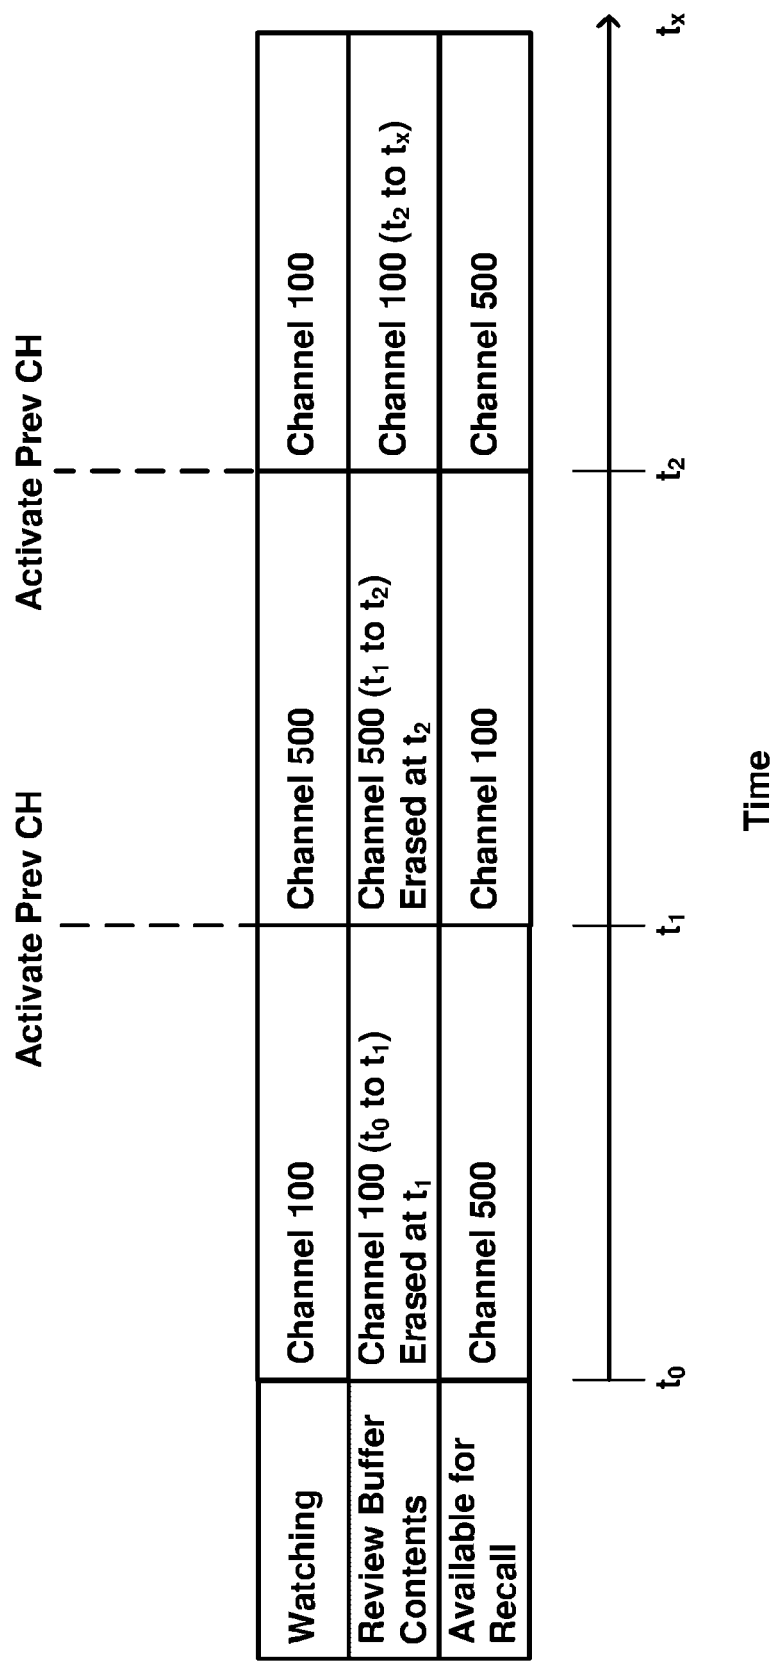 Activate Prev CH
Activate Prev CH
Watching
Channel 100
Channel 500
Channel 100
Review Buffer
Contents
Channel 100 (t₀ to t₁)
Erased at t₁
Channel 500 (t₁ to t₂)
Erased at t₂
Channel 100 (t₂ to tₓ)
Available for
Recall
Channel 500
Channel 100
Channel 500
t₀
t₁
t₂
tₓ
Time